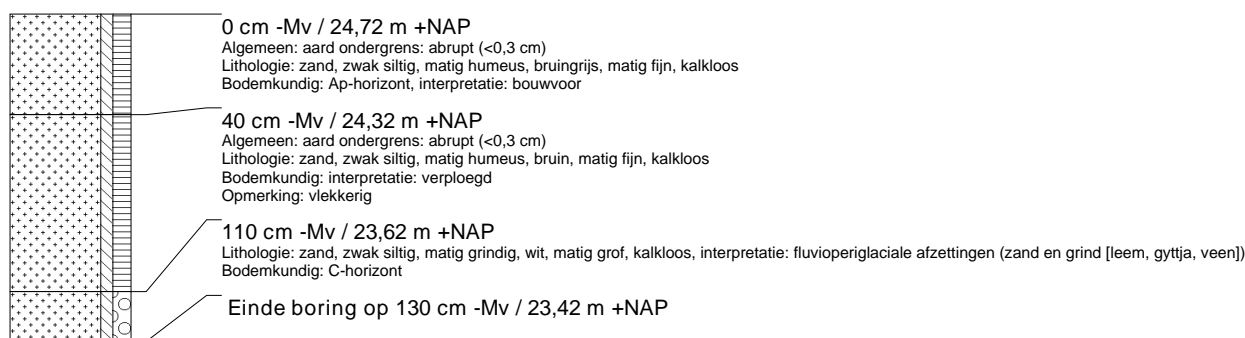 0 cm -Mv / 24,72 m +NAP
Algemeen: aard ondergrens: abrupt (<0,3 cm)
Lithologie: zand, zwak siltig, matig humeus, bruingrijs, matig fijn, kalkloos
Bodemkundig: Ap-horizont, interpretatie: bouwvoor
40 cm -Mv / 24,32 m +NAP
Algemeen: aard ondergrens: abrupt (<0,3 cm)
Lithologie: zand, zwak siltig, matig humeus, bruin, matig fijn, kalkloos
Bodemkundig: interpretatie: verploegd
Opmerking: vlekkerig
110 cm -Mv / 23,62 m +NAP
Lithologie: zand, zwak siltig, matig grindig, wit, matig grof, kalkloos, interpretatie: fluvioperiglaciale afzettingen (zand en grind [leem, gyttja, veen])
Bodemkundig: C-horizont
Einde boring op 130 cm -Mv / 23,42 m +NAP